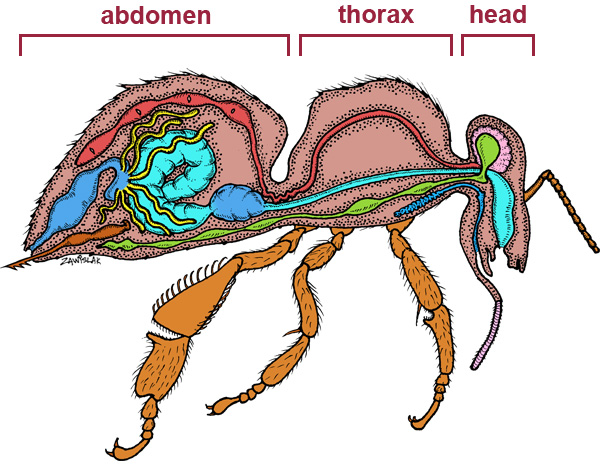 abdomen
thorax
head
ZAWISLAK